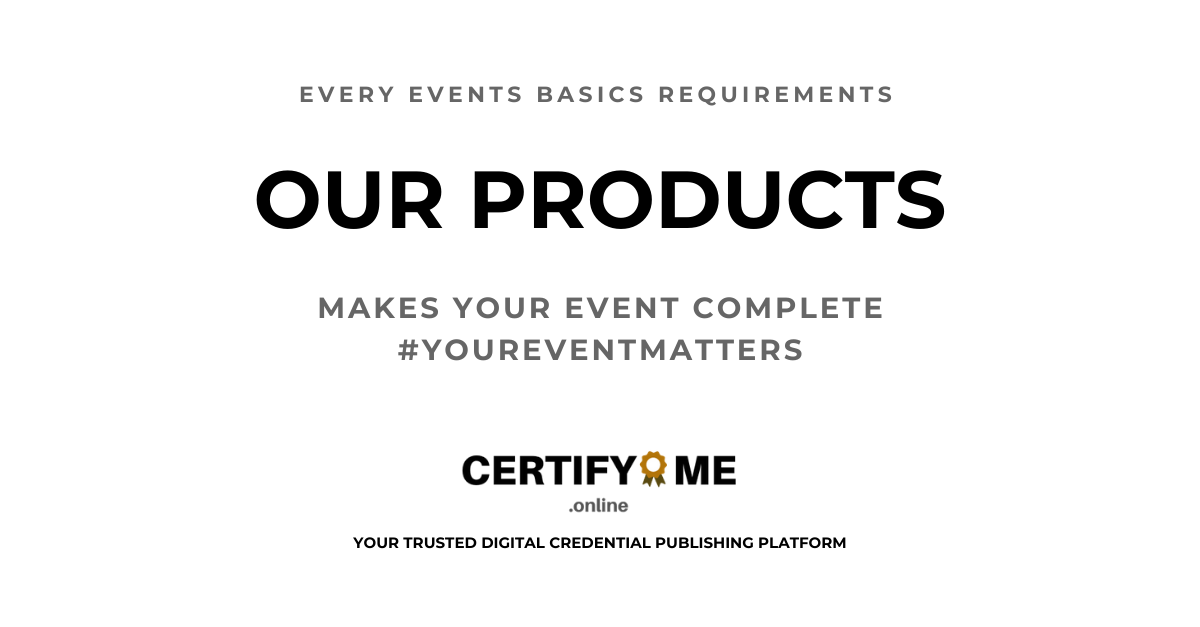 EVERY EVENTS BASICS REQUIREMENTS
OUR PRODUCTS
MAKES YOUR EVENT COMPLETE
#YOUREVENTMATTERS
CERTIFY ME
.online
YOUR TRUSTED DIGITAL CREDENTIAL PUBLISHING PLATFORM